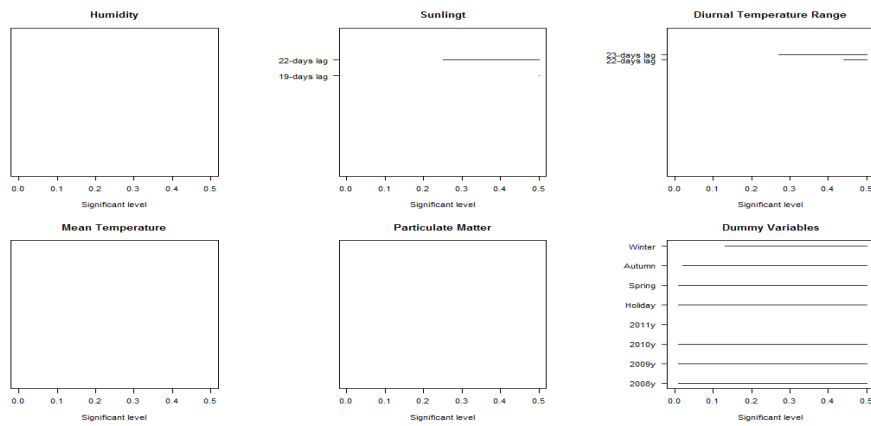 Humidity
0.0 0.1 0.2 0.3 0.4 0.5
Significant level
Sunlingt
22-days lag
19-days lag
0.0 0.1 0.2 0.3 0.4 0.5
Significant level
Diurnal Temperature Range
23-days lag
22-days lag
0.0 0.1 0.2 0.3 0.4 0.5
Significant level
Mean Temperature
0.0 0.1 0.2 0.3 0.4 0.5
Significant level
Particulate Matter
0.0 0.1 0.2 0.3 0.4 0.5
Significant level
Dummy Variables
Winter
Autumn
Spring
Holiday
2011y
2010y
2009y
2008y
0.0 0.1 0.2 0.3 0.4 0.5
Significant level